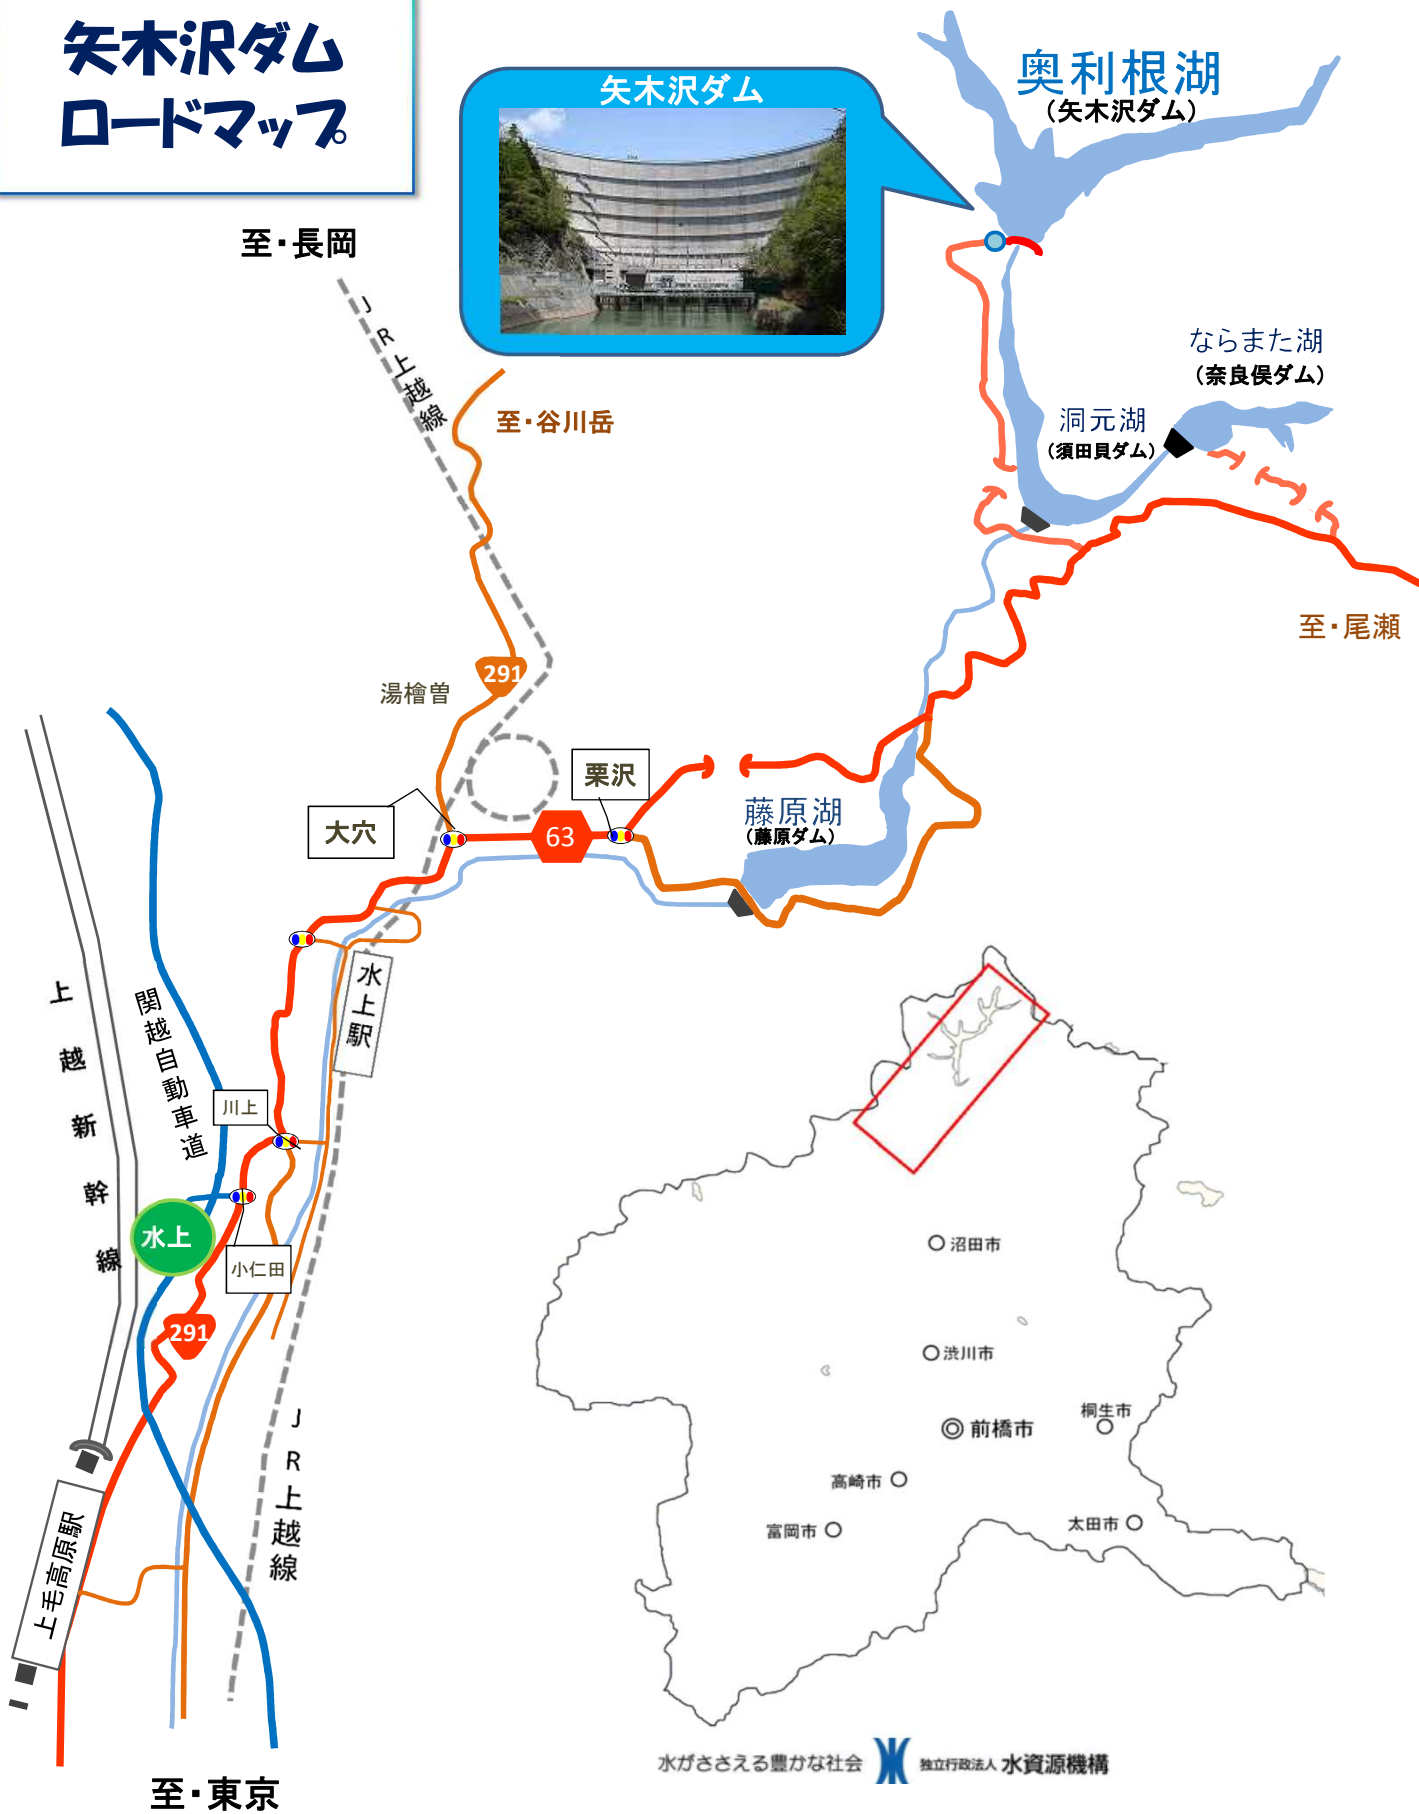 矢木沢ダム
ロードマップ
矢木沢ダム
奥利根湖
(矢木沢ダム)
至・長岡
JR上越線
至・谷川岳
ならまた湖
(奈良俣ダム)
洞元湖
(須田貝ダム)
至・尾瀬
291
湯檜曽
栗沢
大穴
63
藤原湖
(藤原ダム)
水上駅
上越新幹線
関越自動車道
川上
水上
小仁田
291
JR上越線
上毛高原駅
至・東京
沼田市
渋川市
前橋市
桐生市
高崎市
富岡市
太田市
水がささえる豊かな社会
独立行政法人 水資源機構